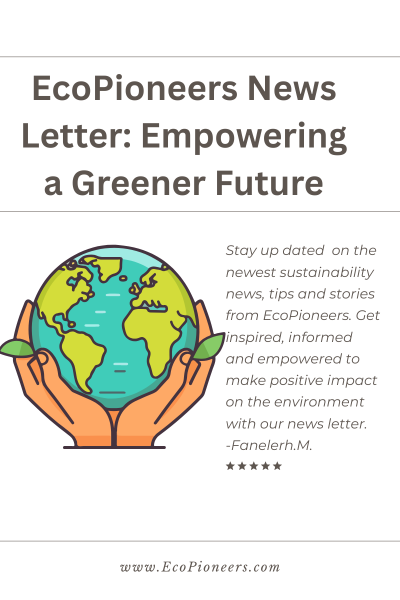 EcoPioneers News
Letter: Empowering
a Greener Future
Stay up dated on the
newest sustainability
news, tips and stories
from EcoPioneers. Get
inspired, informed
and empowered to
make positive impact
on the environment
with our news letter.
-Fanelerh.M.
www.EcoPioneers.com